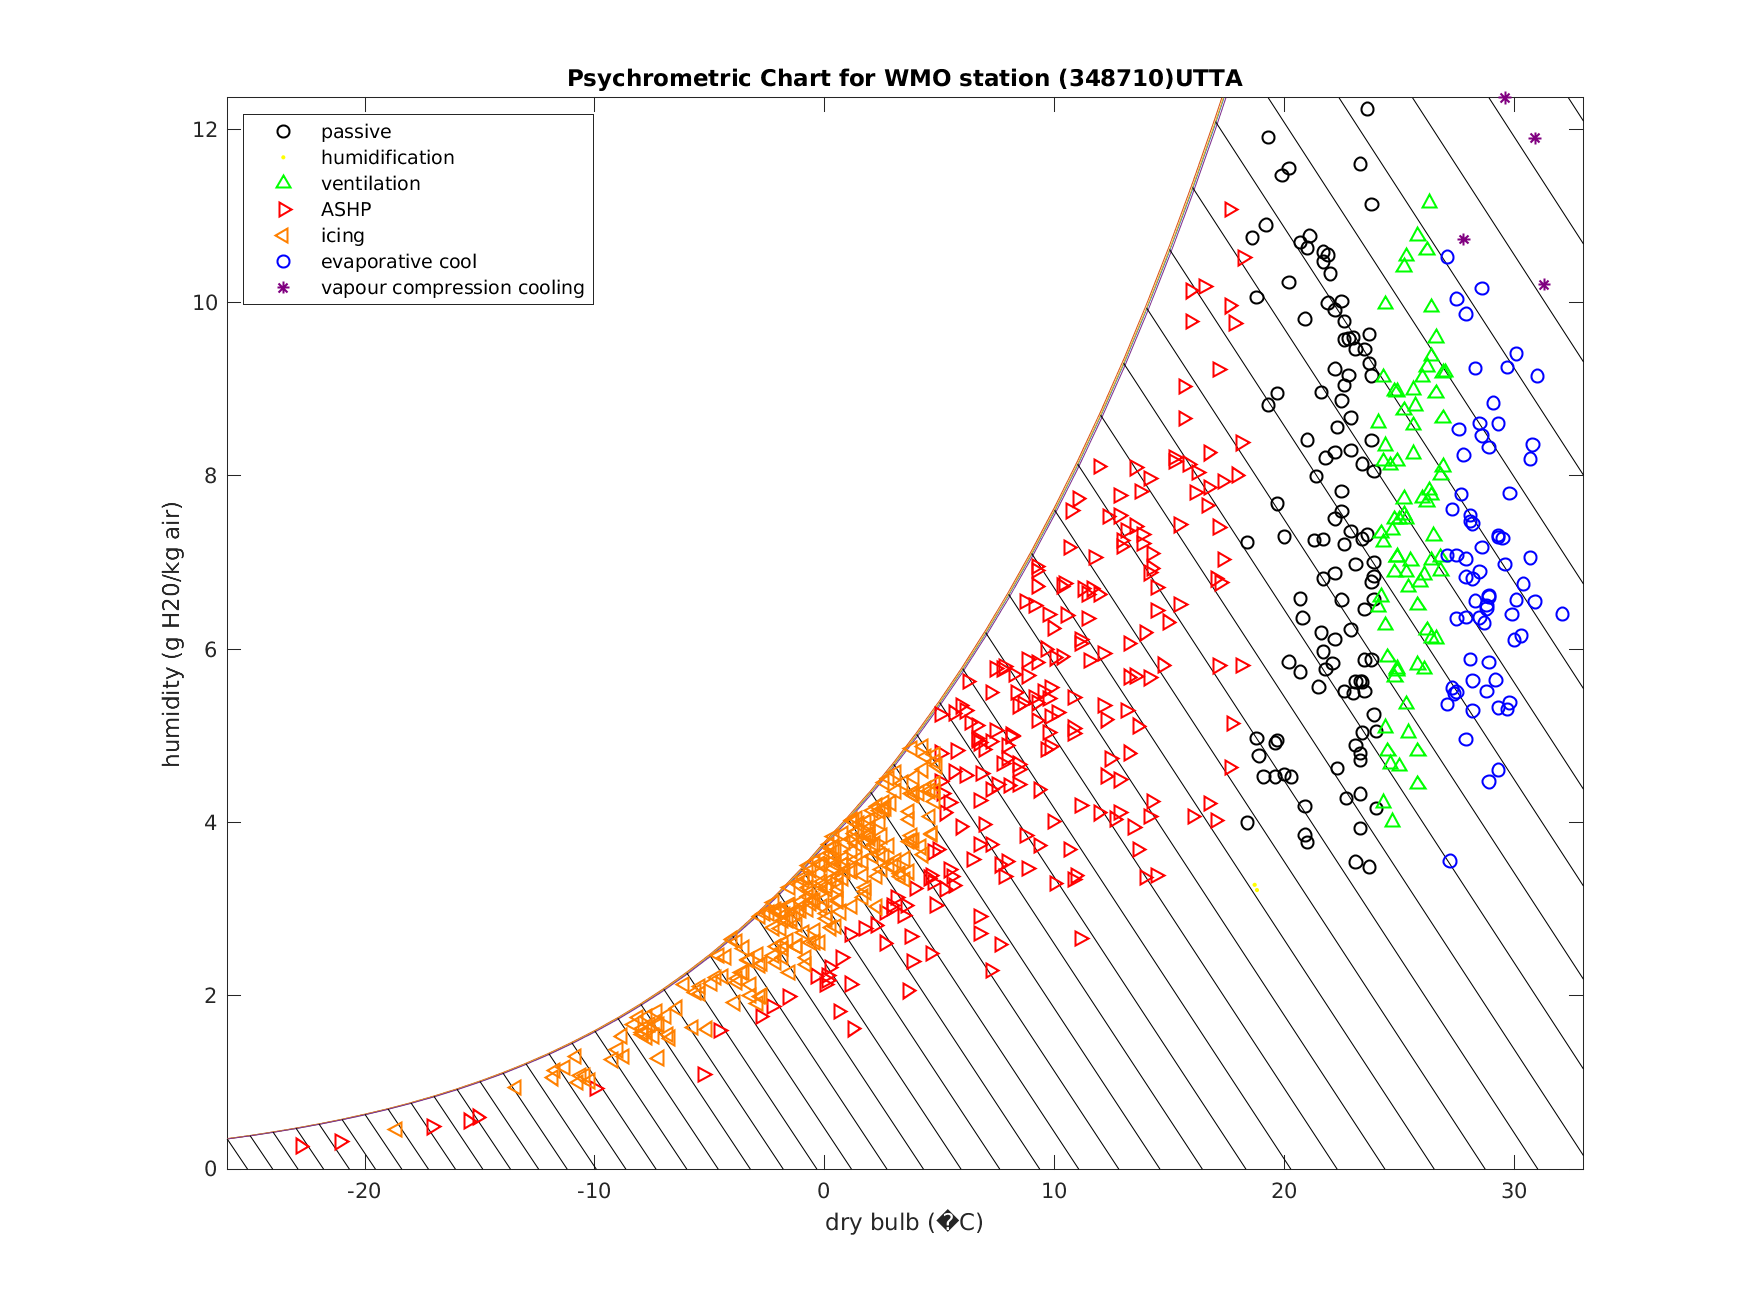 Psychrometric Chart for WMO station (348710)UTTA
passive
humidification
ventilation
ASHP
icing
evaporative cool
vapour compression cooling
humidity (g H20/kg air)
12
10
8
6
4
2
0
-20
-10
0
10
20
30
dry bulb (�C)